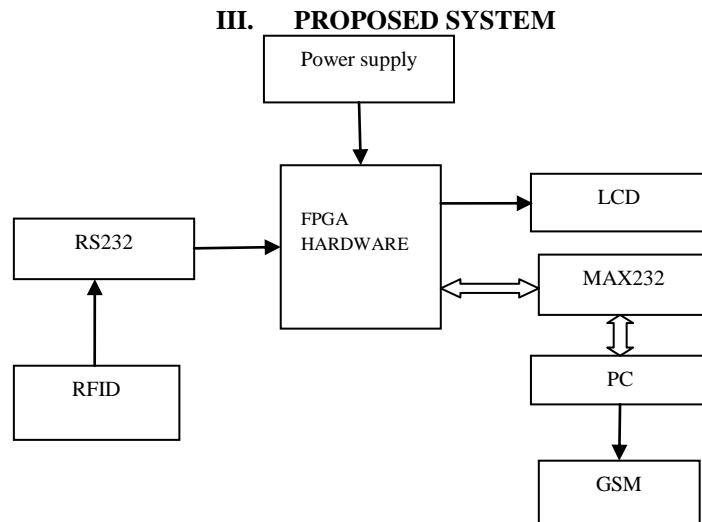 III. PROPOSED SYSTEM
Power supply
FPGA
HARDWARE
LCD
RS232
MAX232
RFID
PC
GSM